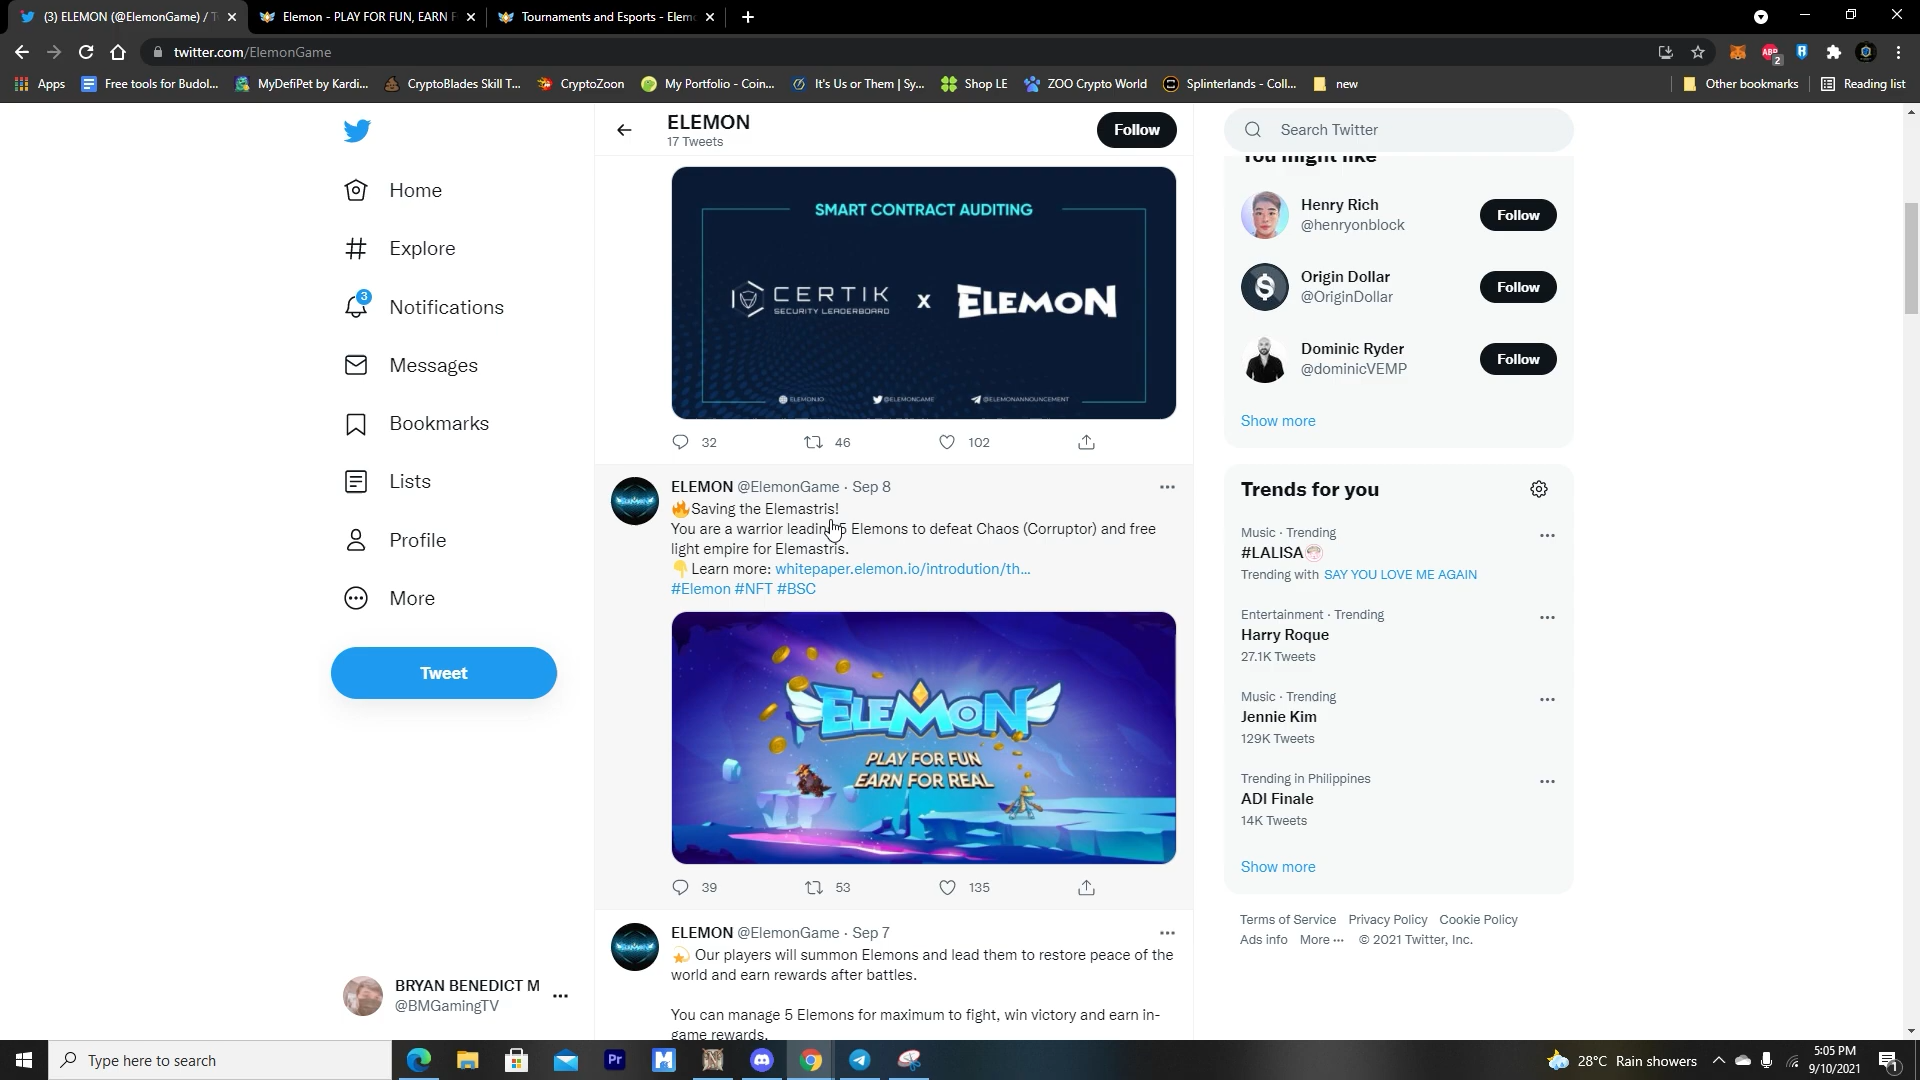 (3) ELEMON (@ElemonGame) / T
Elemon - PLAY FOR FUN, EARN F
Tournaments and Esports - Elem
twitter.com/ElemonGame
ABP
2
Apps
Free tools for Budol...
MyDefiPet by Kardi...
CryptoBlades Skill T...
CryptoZoon
My Portfolio - Coin...
It's Us or Them | Sy...
Shop LE
ZOO Crypto World
Splinterlands - Coll...
new
Other bookmarks
Reading list
Home
Explore
3
Notifications
Messages
Bookmarks
Lists
Profile
More
Tweet
BRYAN BENEDICT M
@BMGamingTV
ELEMON
17 Tweets
Follow
SMART CONTRACT AUDITING
CERTIK
SECURITY LEADERBOARD
X
ELEMON
ELEMON.IO
@ELEMONGAME
@ELEMONANNOUNCEMENT
32
46
102
ELEMON @ElemonGame · Sep 8
🔥Saving the Elemastris!
You are a warrior leading 5 Elemons to defeat Chaos (Corruptor) and free
light empire for Elemastris.
👇 Learn more: whitepaper.elemon.io/introdution/th...
#Elemon #NFT #BSC
ELEMON
PLAY FOR FUN
EARN FOR REAL
39
53
135
ELEMON @ElemonGame · Sep 7
💫 Our players will summon Elemons and lead them to restore peace of the
world and earn rewards after battles.
You can manage 5 Elemons for maximum to fight, win victory and earn in-
game rewards.
Search Twitter
You might like
Henry Rich
@henryonblock
Follow
Origin Dollar
@OriginDollar
Follow
Dominic Ryder
@dominicVEMP
Follow
Show more
Trends for you
Music · Trending
#LALISA
Trending with SAY YOU LOVE ME AGAIN
Entertainment · Trending
Harry Roque
27.1K Tweets
Music · Trending
Jennie Kim
129K Tweets
Trending in Philippines
ADI Finale
14K Tweets
Show more
Terms of Service Privacy Policy Cookie Policy
Ads info More ··· © 2021 Twitter, Inc.
Type here to search
Pr
28°C Rain showers
5:05 PM
9/10/2021
1